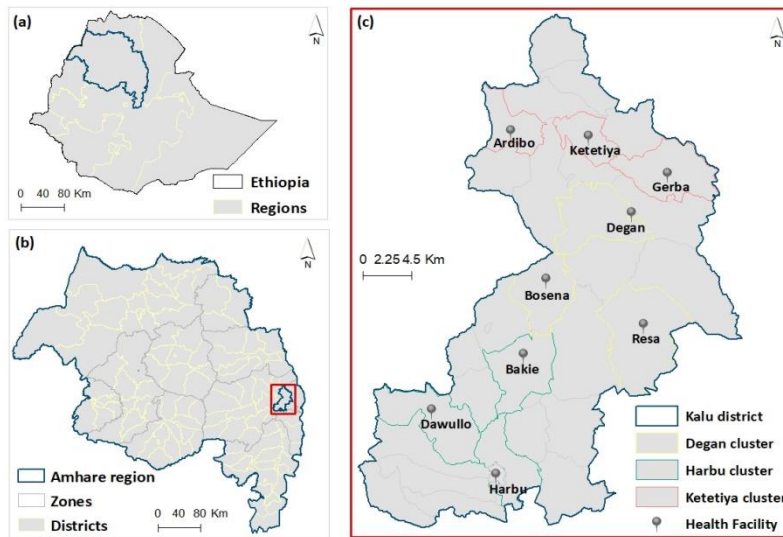 (a)
N
0 40 80 Km
Ethiopia
Regions
(b)
N
Amhare region
Zones
Districts
0 40 80 Km
(c)
N
Ardibo
Ketetiya
Gerba
Degan
0 2.25 4.5 Km
Bosena
Resa
Bakie
Dawullo
Harbu
Kalu district
Degan cluster
Harbu cluster
Ketetiya cluster
Health Facility